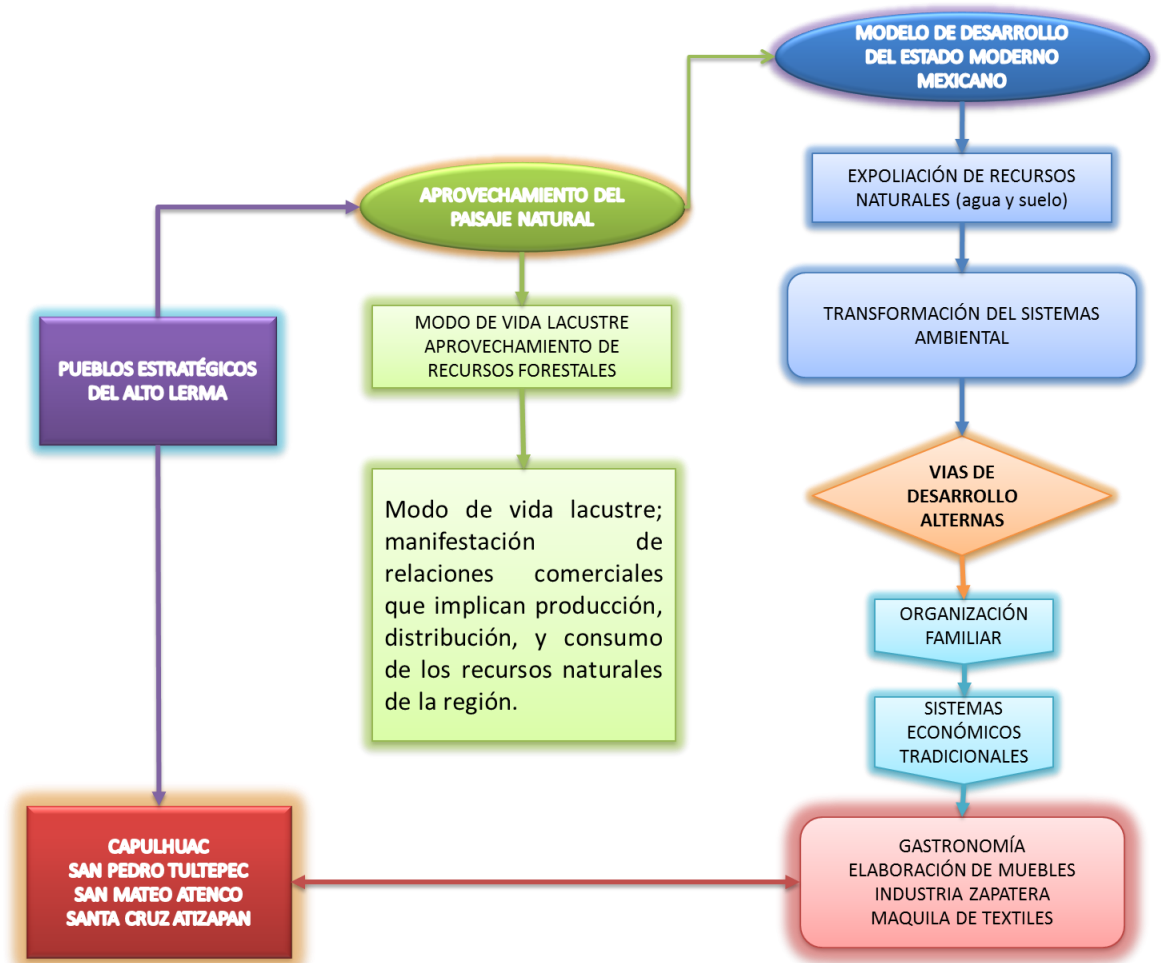 MODELO DE DESARROLLO
DEL ESTADO MODERNO
MEXICANO
EXPOLIACIÓN DE RECURSOS
NATURALES (agua y suelo)
TRANSFORMACIÓN DEL SISTEMAS
AMBIENTAL
VIAS DE
DESARROLLO
ALTERNAS
ORGANIZACIÓN
FAMILIAR
SISTEMAS
ECONÓMICOS
TRADICIONALES
GASTRONOMÍA
ELABORACIÓN DE MUEBLES
INDUSTRIA ZAPATERA
MAQUILA DE TEXTILES
APROVECHAMIENTO DEL
PAISAJE NATURAL
MODO DE VIDA LACUSTRE
APROVECHAMIENTO DE
RECURSOS FORESTALES
Modo de vida lacustre;
manifestación de
relaciones comerciales
que implican producción,
distribución, y consumo
de los recursos naturales
de la región.
PUEBLOS ESTRATÉGICOS
DEL ALTO LERMA
CAPULHUAC
SAN PEDRO TULTEPEC
SAN MATEO ATENCO
SANTA CRUZ ATIZAPAN